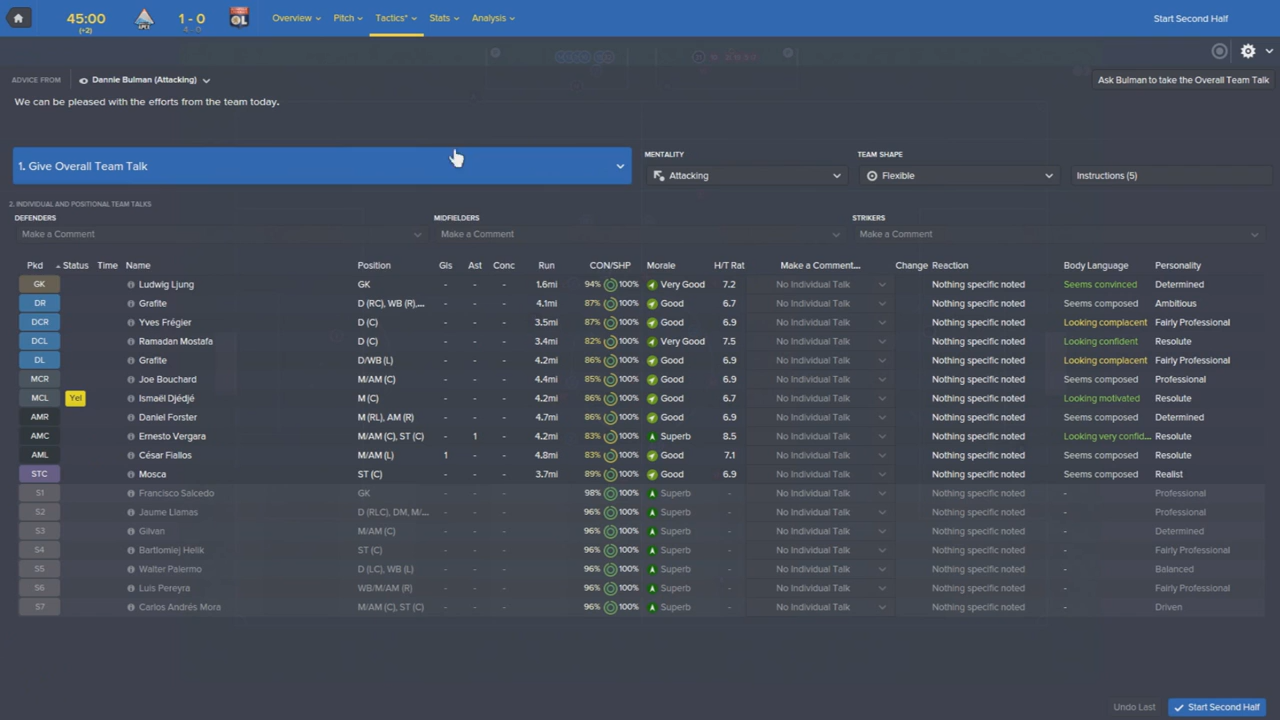 45:00
(+2)
APEX
1 - 0
4 - 0
OL
Overview
Pitch
Tactics*
Stats
Analysis
Start Second Half
ADVICE FROM
Dannie Bulman (Attacking)
Ask Bulman to take the Overall Team Talk
We can be pleased with the efforts from the team today.
1. Give Overall Team Talk
MENTALITY
Attacking
TEAM SHAPE
Flexible
Instructions (5)
2. INDIVIDUAL AND POSITIONAL TEAM TALKS
DEFENDERS MIDFIELDERS STRIKERS
Make a Comment Make a Comment Make a Comment
Pkd Status Time Name Position Gls Ast Conc Run CON/SHP Morale H/T Rat Make a Comment... Change Reaction Body Language Personality
GK Ludwig Ljung GK - - - 1.6mi 94% 100% Very Good 7.2 No Individual Talk Nothing specific noted Seems convinced Determined
DR Grafite D (RC), WB (R),... - - - 4.1mi 87% 100% Good 6.7 No Individual Talk Nothing specific noted Seems composed Ambitious
DCR Yves Frégier D (C) - - - 3.5mi 87% 100% Good 6.9 No Individual Talk Nothing specific noted Looking complacent Fairly Professional
DCL Ramadan Mostafa D (C) - - - 3.4mi 82% 100% Very Good 7.5 No Individual Talk Nothing specific noted Looking confident Resolute
DL Grafite D/WB (L) - - - 4.2mi 86% 100% Good 6.9 No Individual Talk Nothing specific noted Looking complacent Fairly Professional
MCR Joe Bouchard M/AM (C) - - - 4.4mi 85% 100% Good 6.9 No Individual Talk Nothing specific noted Seems composed Professional
MCL Yel Ismaël Djédjé M (C) - - - 4.2mi 86% 100% Good 6.7 No Individual Talk Nothing specific noted Looking motivated Resolute
AMR Daniel Forster M (RL), AM (R) - - - 4.7mi 86% 100% Good 6.9 No Individual Talk Nothing specific noted Seems composed Determined
AMC Ernesto Vergara M/AM (C), ST (C) - 1 - 4.2mi 83% 100% Superb 8.5 No Individual Talk Nothing specific noted Looking very confid... Resolute
AML César Fiallos M/AM (L) 1 - - 4.8mi 83% 100% Good 7.1 No Individual Talk Nothing specific noted Seems composed Resolute
STC Mosca ST (C) - - - 3.7mi 89% 100% Good 6.9 No Individual Talk Nothing specific noted Seems composed Realist
S1 Francisco Salcedo GK - - - 98% 100% Superb - No Individual Talk Nothing specific noted - Professional
S2 Jaume Llamas D (RLC), DM, M/... - - - 96% 100% Superb - No Individual Talk Nothing specific noted - Professional
S3 Gilvan M/AM (C) - - - 96% 100% Superb - No Individual Talk Nothing specific noted - Determined
S4 Bartlomiej Helik ST (C) - - - 96% 100% Superb - No Individual Talk Nothing specific noted - Fairly Professional
S5 Walter Palermo D (LC), WB (L) - - - 96% 100% Superb - No Individual Talk Nothing specific noted - Balanced
S6 Luis Pereyra WB/M/AM (R) - - - 96% 100% Superb - No Individual Talk Nothing specific noted - Fairly Professional
S7 Carlos Andrés Mora M/AM (C), ST (C) - - - 96% 100% Superb - No Individual Talk Nothing specific noted - Driven
Undo Last
Start Second Half